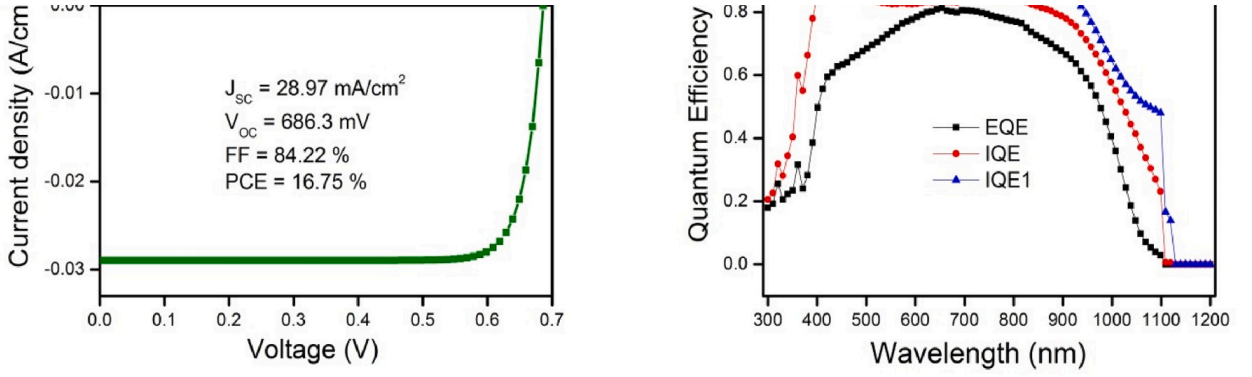 0.00
-0.01
-0.02
-0.03
Current density (A/cm
J_SC = 28.97 mA/cm²
V_OC = 686.3 mV
FF = 84.22 %
PCE = 16.75 %
0.0 0.1 0.2 0.3 0.4 0.5 0.6 0.7
Voltage (V)
0.8
0.6
0.4
0.2
0.0
Quantum Efficiency
EQE
IQE
IQE1
300 400 500 600 700 800 900 1000 1100 1200
Wavelength (nm)